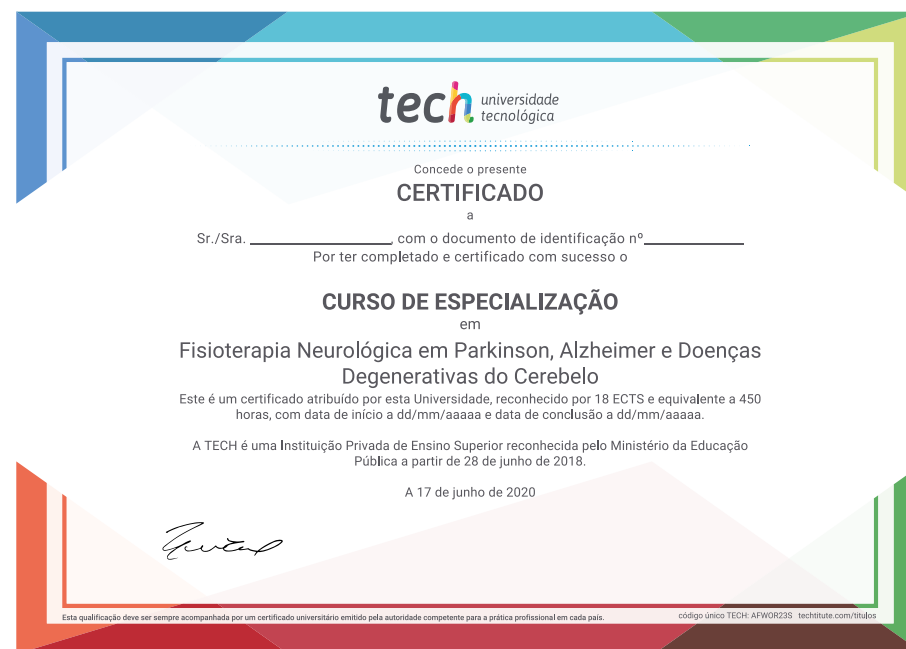 tech universidade
tecnológica
Concede o presente
CERTIFICADO
a
Sr./Sra. ________________, com o documento de identificação nº____________
Por ter completado e certificado com sucesso o
CURSO DE ESPECIALIZAÇÃO
em
Fisioterapia Neurológica em Parkinson, Alzheimer e Doenças
Degenerativas do Cerebelo
Este é um certificado atribuído por esta Universidade, reconhecido por 18 ECTS e equivalente a 450
horas, com data de início a dd/mm/aaaaa e data de conclusão a dd/mm/aaaaa.
A TECH é uma Instituição Privada de Ensino Superior reconhecida pelo Ministério da Educação
Pública a partir de 28 de junho de 2018.
A 17 de junho de 2020
Esta qualificação deve ser sempre acompanhada por um certificado universitário emitido pela autoridade competente para a prática profissional em cada país.
código único TECH: AFWOR23S techtitute.com/titulos